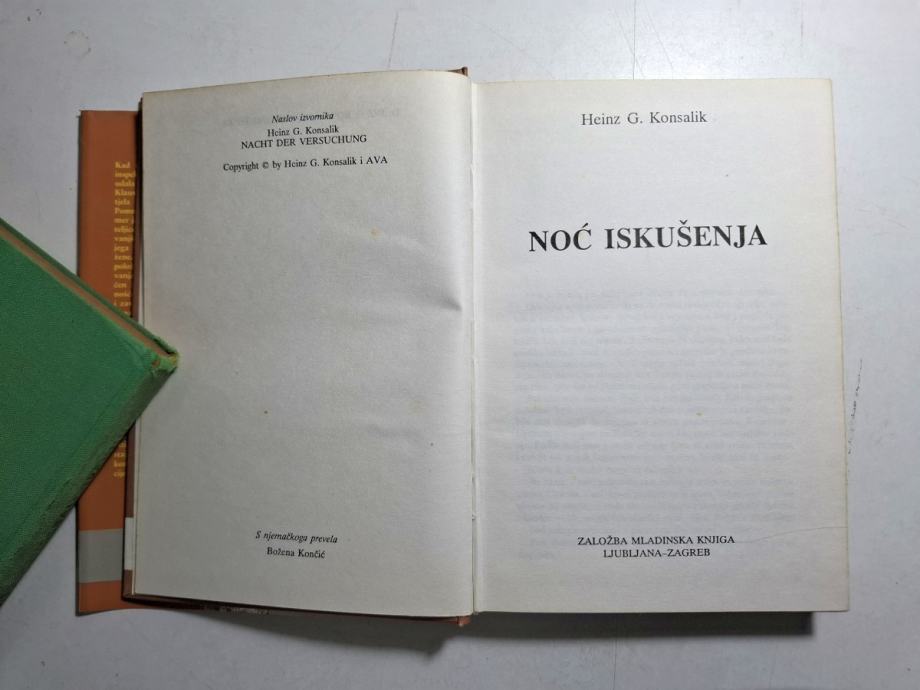 Naslov izvornika
Heinz G. Konsalik
NACHT DER VERSUCHUNG
Copyright © by Heinz G. Konsalik i AVA
S njemačkoga prevela
Božena Končić
Heinz G. Konsalik
NOĆ ISKUŠENJA
ZALOŽBA MLADINSKA KNJIGA
LJUBLJANA–ZAGREB
Kad